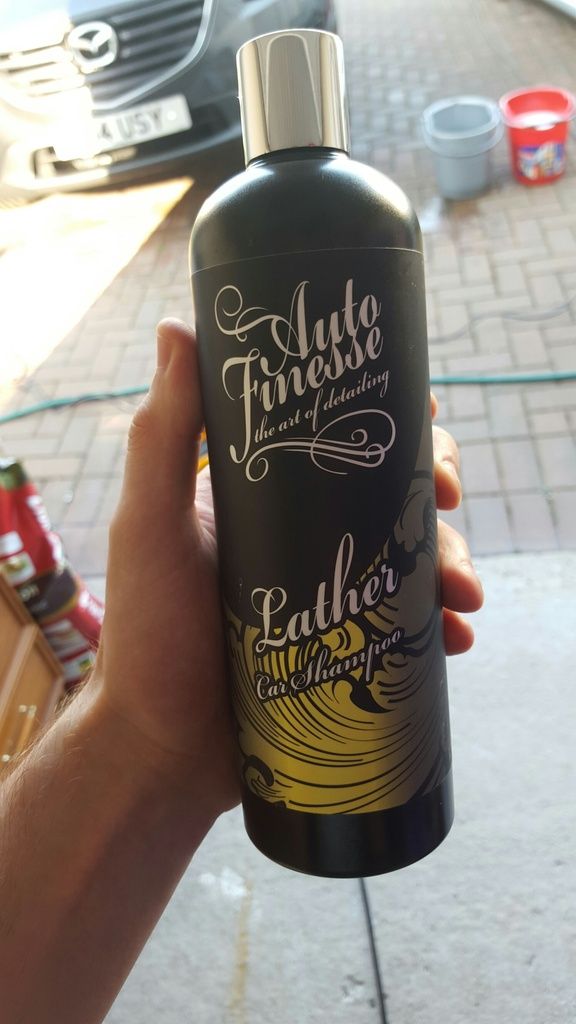 4 USY
Auto
Finesse
the art of detailing
Lather
Car Shampoo